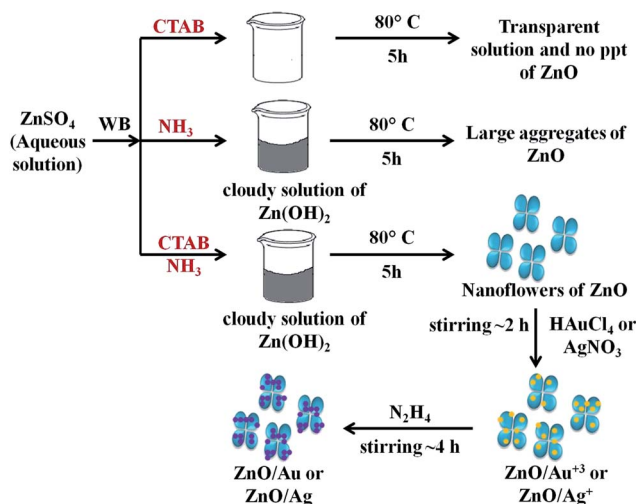 CTAB
80° C
5h
Transparent
solution and no ppt
of ZnO
ZnSO₄
(Aqueous
solution)
WB
NH₃
80° C
5h
Large aggregates of
ZnO
cloudy solution of
Zn(OH)₂
CTAB
NH₃
80° C
5h
cloudy solution of
Zn(OH)₂
Nanoflowers of ZnO
stirring ~2 h
HAuCl₄ or
AgNO₃
ZnO/Au⁺³ or
ZnO/Ag⁺
N₂H₄
stirring ~4 h
ZnO/Au or
ZnO/Ag